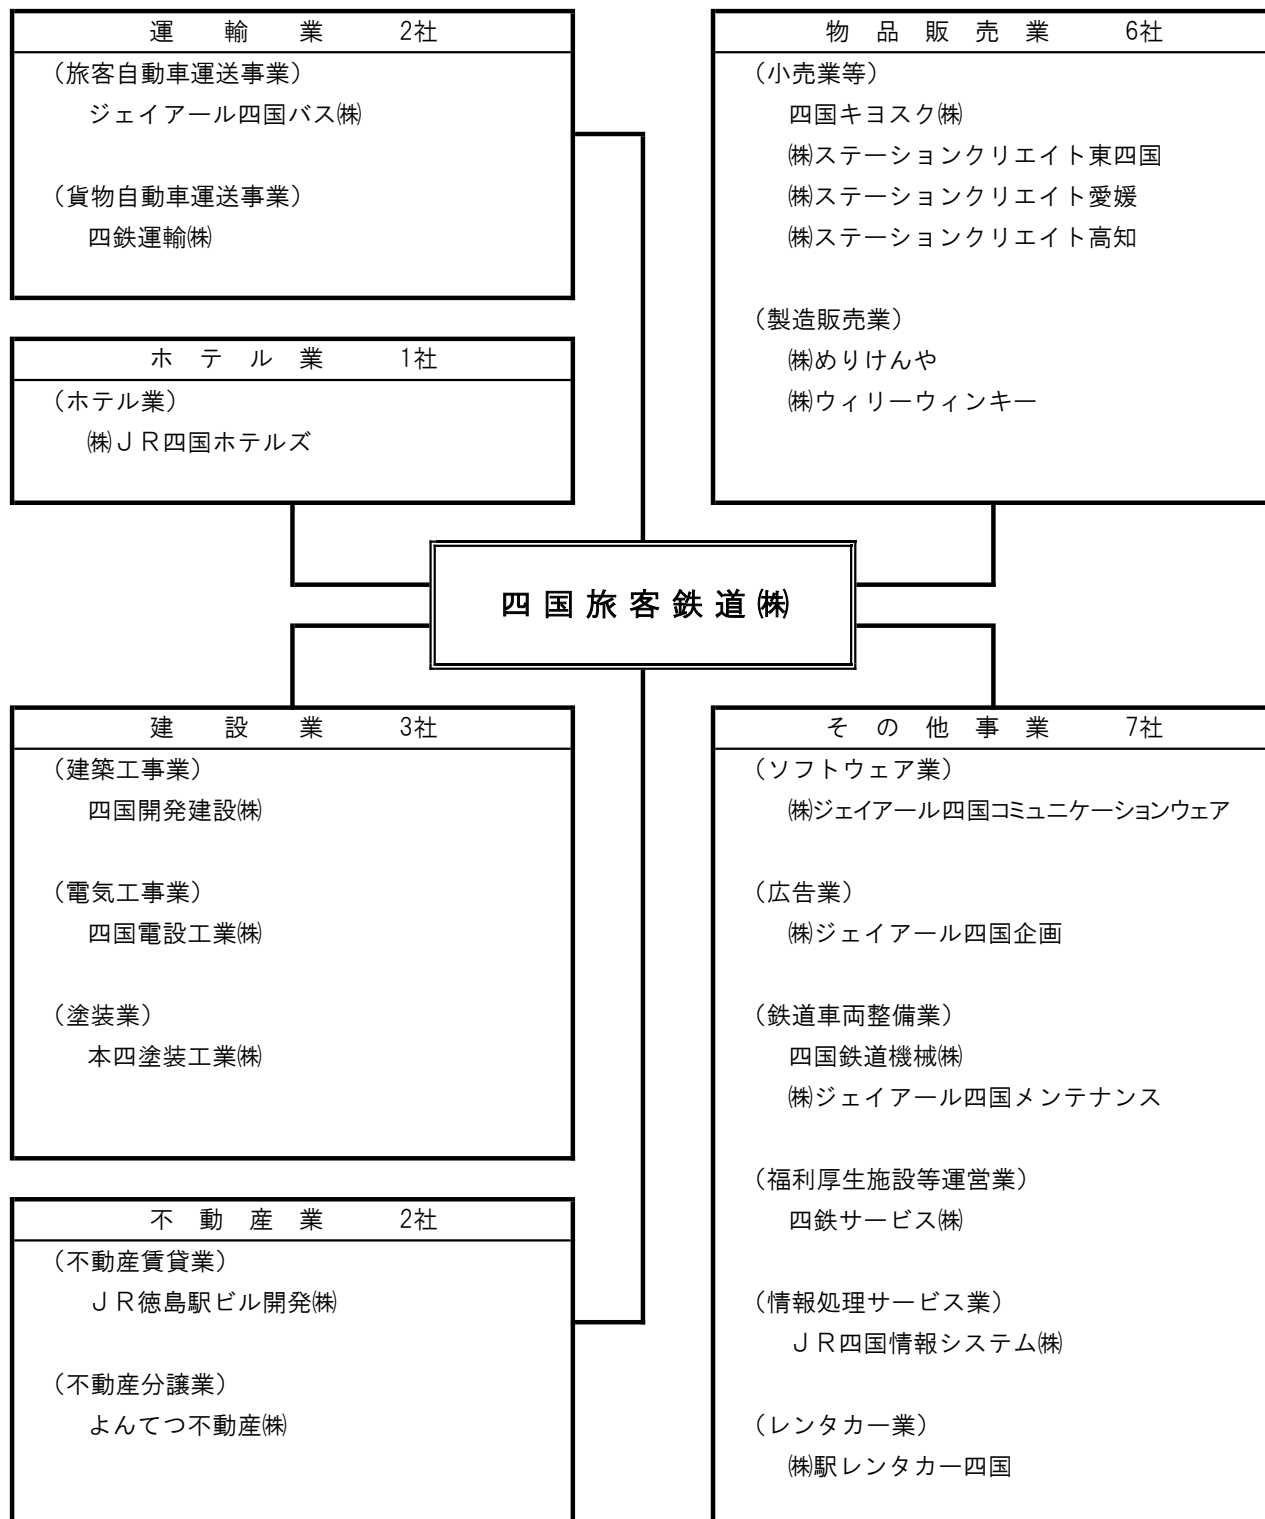 運輸業 2社
（旅客自動車運送事業）
ジェイアール四国バス㈱
（貨物自動車運送事業）
四鉄運輸㈱
ホテル業 1社
（ホテル業）
㈱ＪＲ四国ホテルズ
物品販売業 6社
（小売業等）
四国キヨスク㈱
㈱ステーションクリエイト東四国
㈱ステーションクリエイト愛媛
㈱ステーションクリエイト高知
（製造販売業）
㈱めりけんや
㈱ウィリーウィンキー
四国旅客鉄道㈱
建設業 3社
（建築工事業）
四国開発建設㈱
（電気工事業）
四国電設工業㈱
（塗装業）
本四塗装工業㈱
不動産業 2社
（不動産賃貸業）
ＪＲ徳島駅ビル開発㈱
（不動産分譲業）
よんてつ不動産㈱
その他事業 7社
（ソフトウェア業）
㈱ジェイアール四国コミュニケーションウェア
（広告業）
㈱ジェイアール四国企画
（鉄道車両整備業）
四国鉄道機械㈱
㈱ジェイアール四国メンテナンス
（福利厚生施設等運営業）
四鉄サービス㈱
（情報処理サービス業）
ＪＲ四国情報システム㈱
（レンタカー業）
㈱駅レンタカー四国